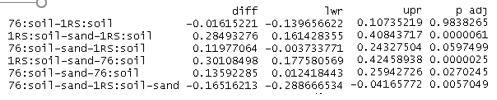 diff lwr upr p adj
76:soil-1RS:soil -0.01615221 -0.139656622 0.10735219 0.9838265
1RS:soil-sand-1RS:soil 0.28493276 0.161428355 0.40843717 0.0000061
76:soil-sand-1RS:soil 0.11977064 -0.003733771 0.24327504 0.0597499
1RS:soil-sand-76:soil 0.30108498 0.177580569 0.42458938 0.0000025
76:soil-sand-76:soil 0.13592285 0.012418443 0.25942726 0.0270245
76:soil-sand-1RS:soil-sand -0.16516213 -0.288666534 -0.04165772 0.0057049